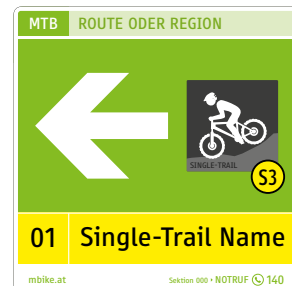 MTB ROUTE ODER REGION
SINGLE-TRAIL
S3
01 Single-Trail Name
mbike.at Sektion 000 • NOTRUF 140